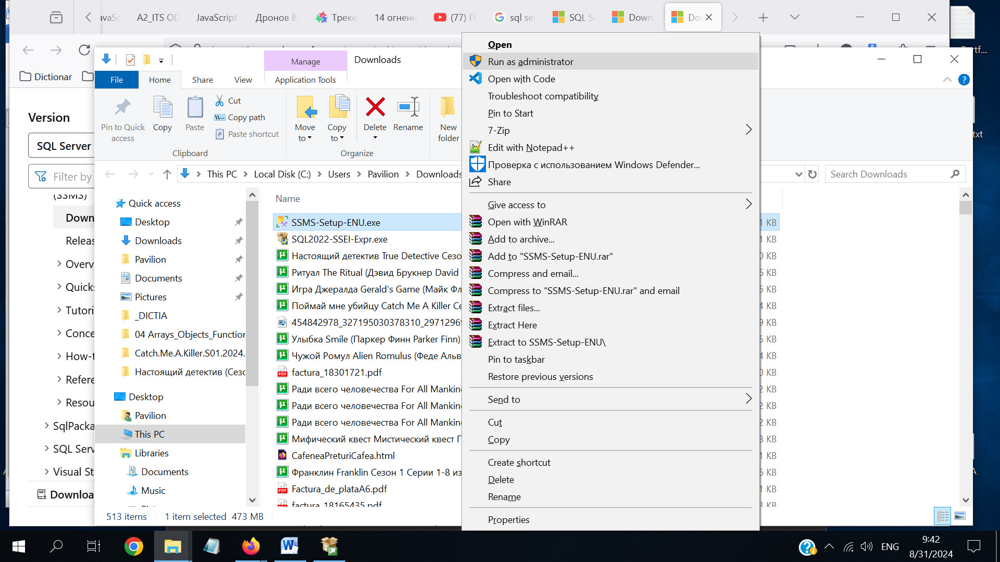 A2_ITS OD
JavaScript
Дронов В
Треке
14 огненн
(77) П
sql se
SQL S
Down
Do
Dictionar
Version
SQL Server
Filter by
(SSMS)
Down
Releas
Overv
Quicks
Tutori
Conce
How-t
Refere
Resou
SqlPacka
SQL Serv
Visual St
Downloa
Manage
Downloads
File
Home
Share
View
Application Tools
Pin to Quick
access
Copy
Paste
Cut
Copy path
Paste shortcut
Clipboard
Move
to
Copy
to
Delete
Rename
Organize
New
folder
This PC
Local Disk (C:)
Users
Pavilion
Downloads
Search Downloads
Quick access
Desktop
Downloads
Pavilion
Documents
Pictures
_DICTIA
04 Arrays_Objects_Function
Catch.Me.A.Killer.S01.2024.
Настоящий детектив (Сезо
Desktop
Pavilion
This PC
Libraries
Documents
Music
Name
SSMS-Setup-ENU.exe
1 KB
SQL2022-SSEI-Expr.exe
1 KB
Настоящий детектив True Detective Сезо
0 KB
Ритуал The Ritual (Дэвид Брукнер David
6 KB
Игра Джералда Gerald's Game (Майк Фл
6 KB
Поймай мне убийцу Catch Me A Killer Се
4 KB
454842978_327195030378310_29712969
9 KB
Улыбка Smile (Паркер Финн Parker Finn)
5 KB
Чужой Ромул Alien Romulus (Феде Альв
4 KB
factura_18301721.pdf
0 KB
Ради всего человечества For All Mankin
2 KB
Ради всего человечества For All Mankin
2 KB
Ради всего человечества For All Mankin
2 KB
Мифический квест Мистический квест Г
8 KB
CafeneaPreturiCafea.html
1 KB
Франклин Franklin Сезон 1 Серии 1-8 из
6 KB
Factura_de_plataA6.pdf
1 KB
factura_18165435.pdf
8 KB
513 items
1 item selected 473 MB
Open
Run as administrator
Open with Code
Troubleshoot compatibility
Pin to Start
7-Zip
Edit with Notepad++
Проверка с использованием Windows Defender...
Share
Give access to
Open with WinRAR
Add to archive...
Add to "SSMS-Setup-ENU.rar"
Compress and email...
Compress to "SSMS-Setup-ENU.rar" and email
Extract files...
Extract Here
Extract to SSMS-Setup-ENU\
Pin to taskbar
Restore previous versions
Send to
Cut
Copy
Create shortcut
Delete
Rename
Properties
txt
ENG
9:42
8/31/2024